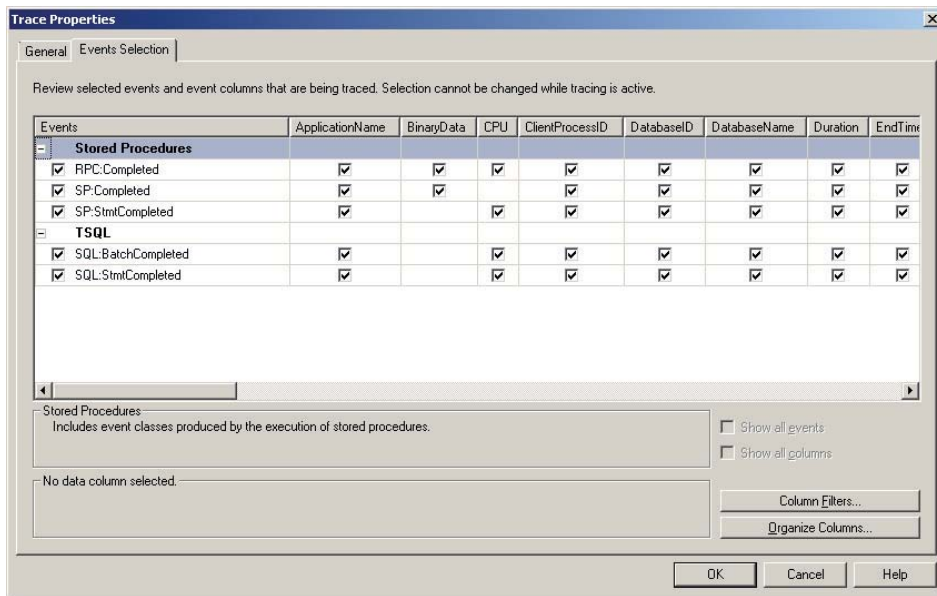 Trace Properties
General Events Selection
Review selected events and event columns that are being traced. Selection cannot be changed while tracing is active.
Events ApplicationName BinaryData CPU ClientProcessID DatabaseID DatabaseName Duration EndTime
Stored Procedures
RPC:Completed
SP:Completed
SP:StmtCompleted
TSQL
SQL:BatchCompleted
SQL:StmtCompleted
Stored Procedures
Includes event classes produced by the execution of stored procedures.
Show all events
Show all columns
No data column selected.
Column Filters...
Organize Columns...
OK Cancel Help